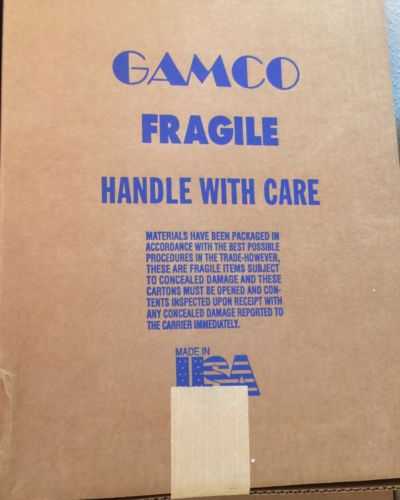 GAMCO
FRAGILE
HANDLE WITH CARE
MATERIALS HAVE BEEN PACKAGED IN
ACCORDANCE WITH THE BEST POSSIBLE
PROCEDURES IN THE TRADE-HOWEVER,
THESE ARE FRAGILE ITEMS SUBJECT
TO CONCEALED DAMAGE AND THESE
CARTONS MUST BE OPENED AND CON-
TENTS INSPECTED UPON RECEIPT WITH
ANY CONCEALED DAMAGE REPORTED TO
THE CARRIER IMMEDIATELY.
MADE IN
USA